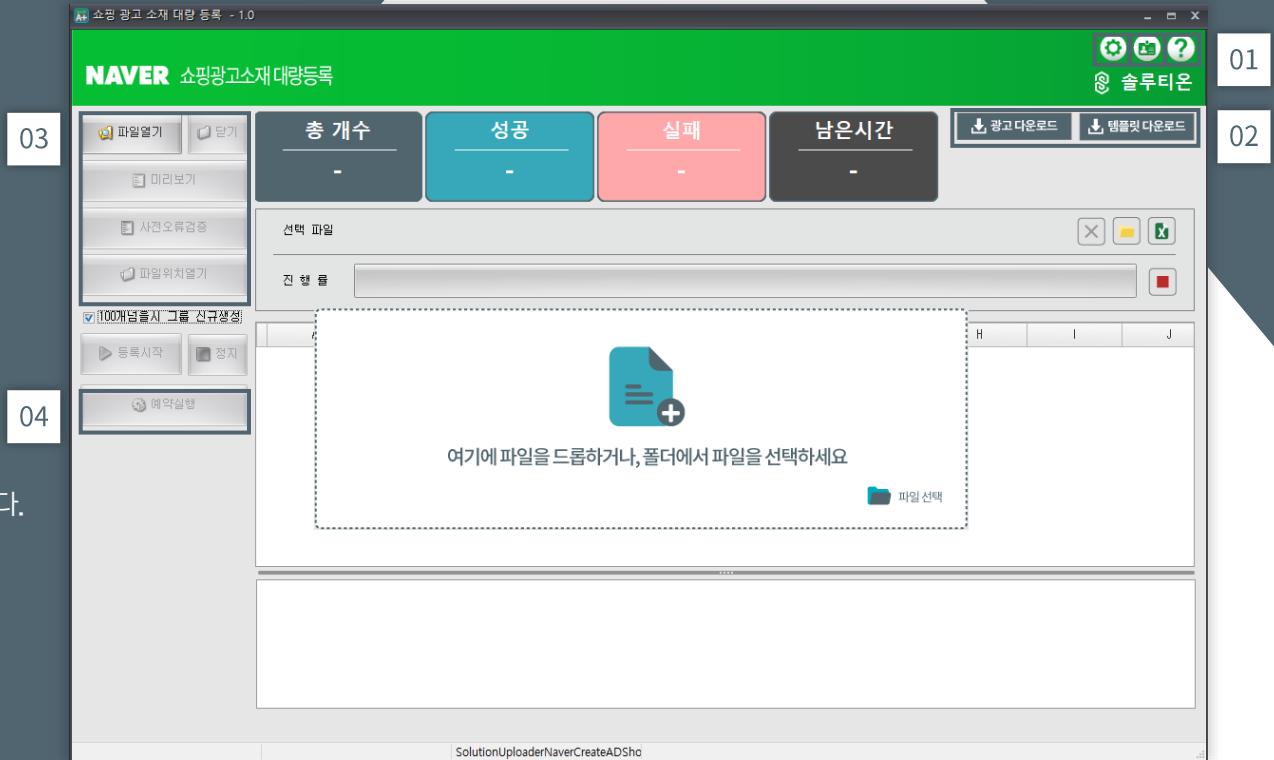 쇼핑 광고 소재 대량 등록 - 1.0
NAVER 쇼핑광고소재 대량등록
솔루티온
01
03
파일열기
닫기
미리보기
사전오류검증
파일위치열기
총 개수
-
성공
-
실패
-
남은시간
-
광고 다운로드
템플릿 다운로드
02
선택 파일
진 행 률
100개넘을시 그룹 신규생성
등록시작
정지
H
I
J
04
예약실행
여기에 파일을 드롭하거나, 폴더에서 파일을 선택하세요
파일 선택
다.
SolutionUploaderNaverCreateADSho